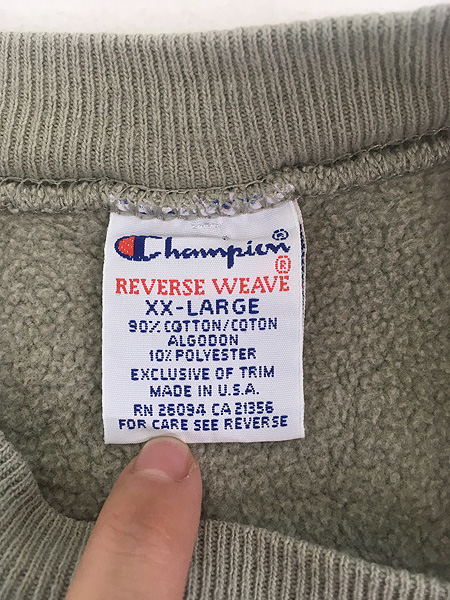 Champion®
REVERSE WEAVE®
XX-LARGE
90% COTTON/COTON
ALGODON
10% POLYESTER
EXCLUSIVE OF TRIM
MADE IN U.S.A.
RN 26094 CA 21356
FOR CARE SEE REVERSE